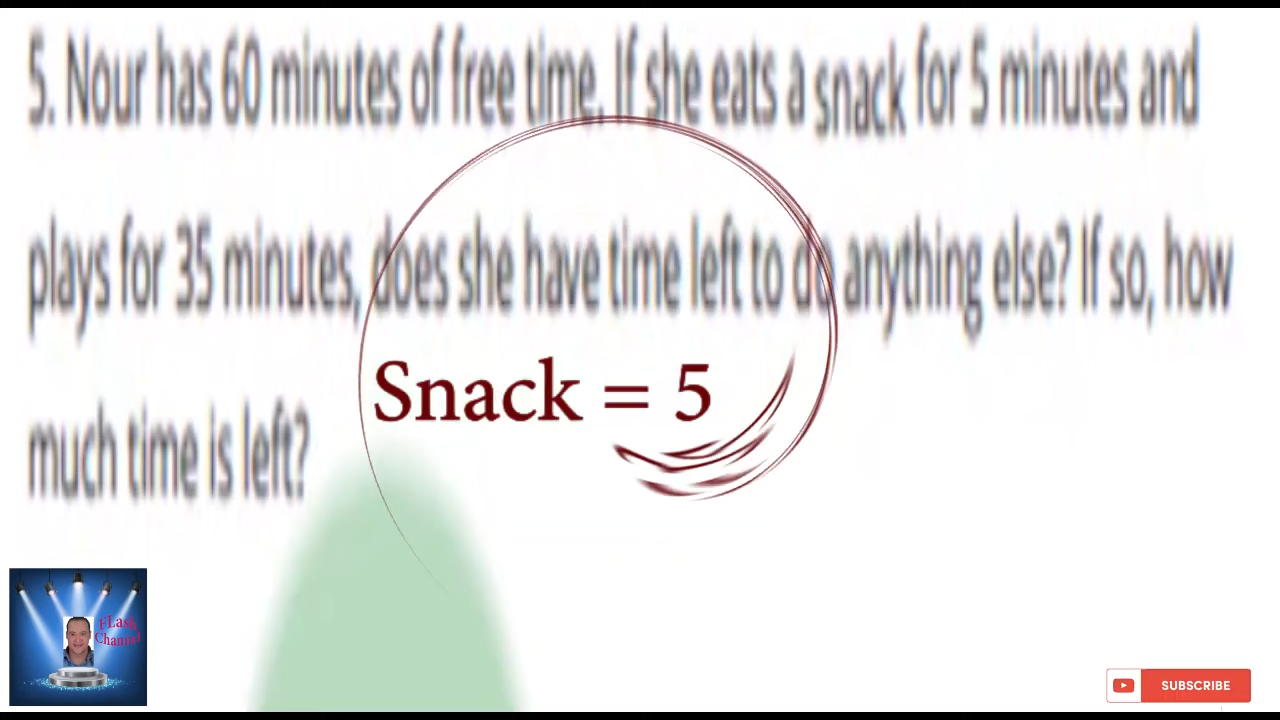 5. Nour has 60 minutes of free time. If she eats a snack for 5 minutes and
plays for 35 minutes, does she have time left to do anything else? If so, how
Snack = 5
much time is left?
FLash
Channel
SUBSCRIBE